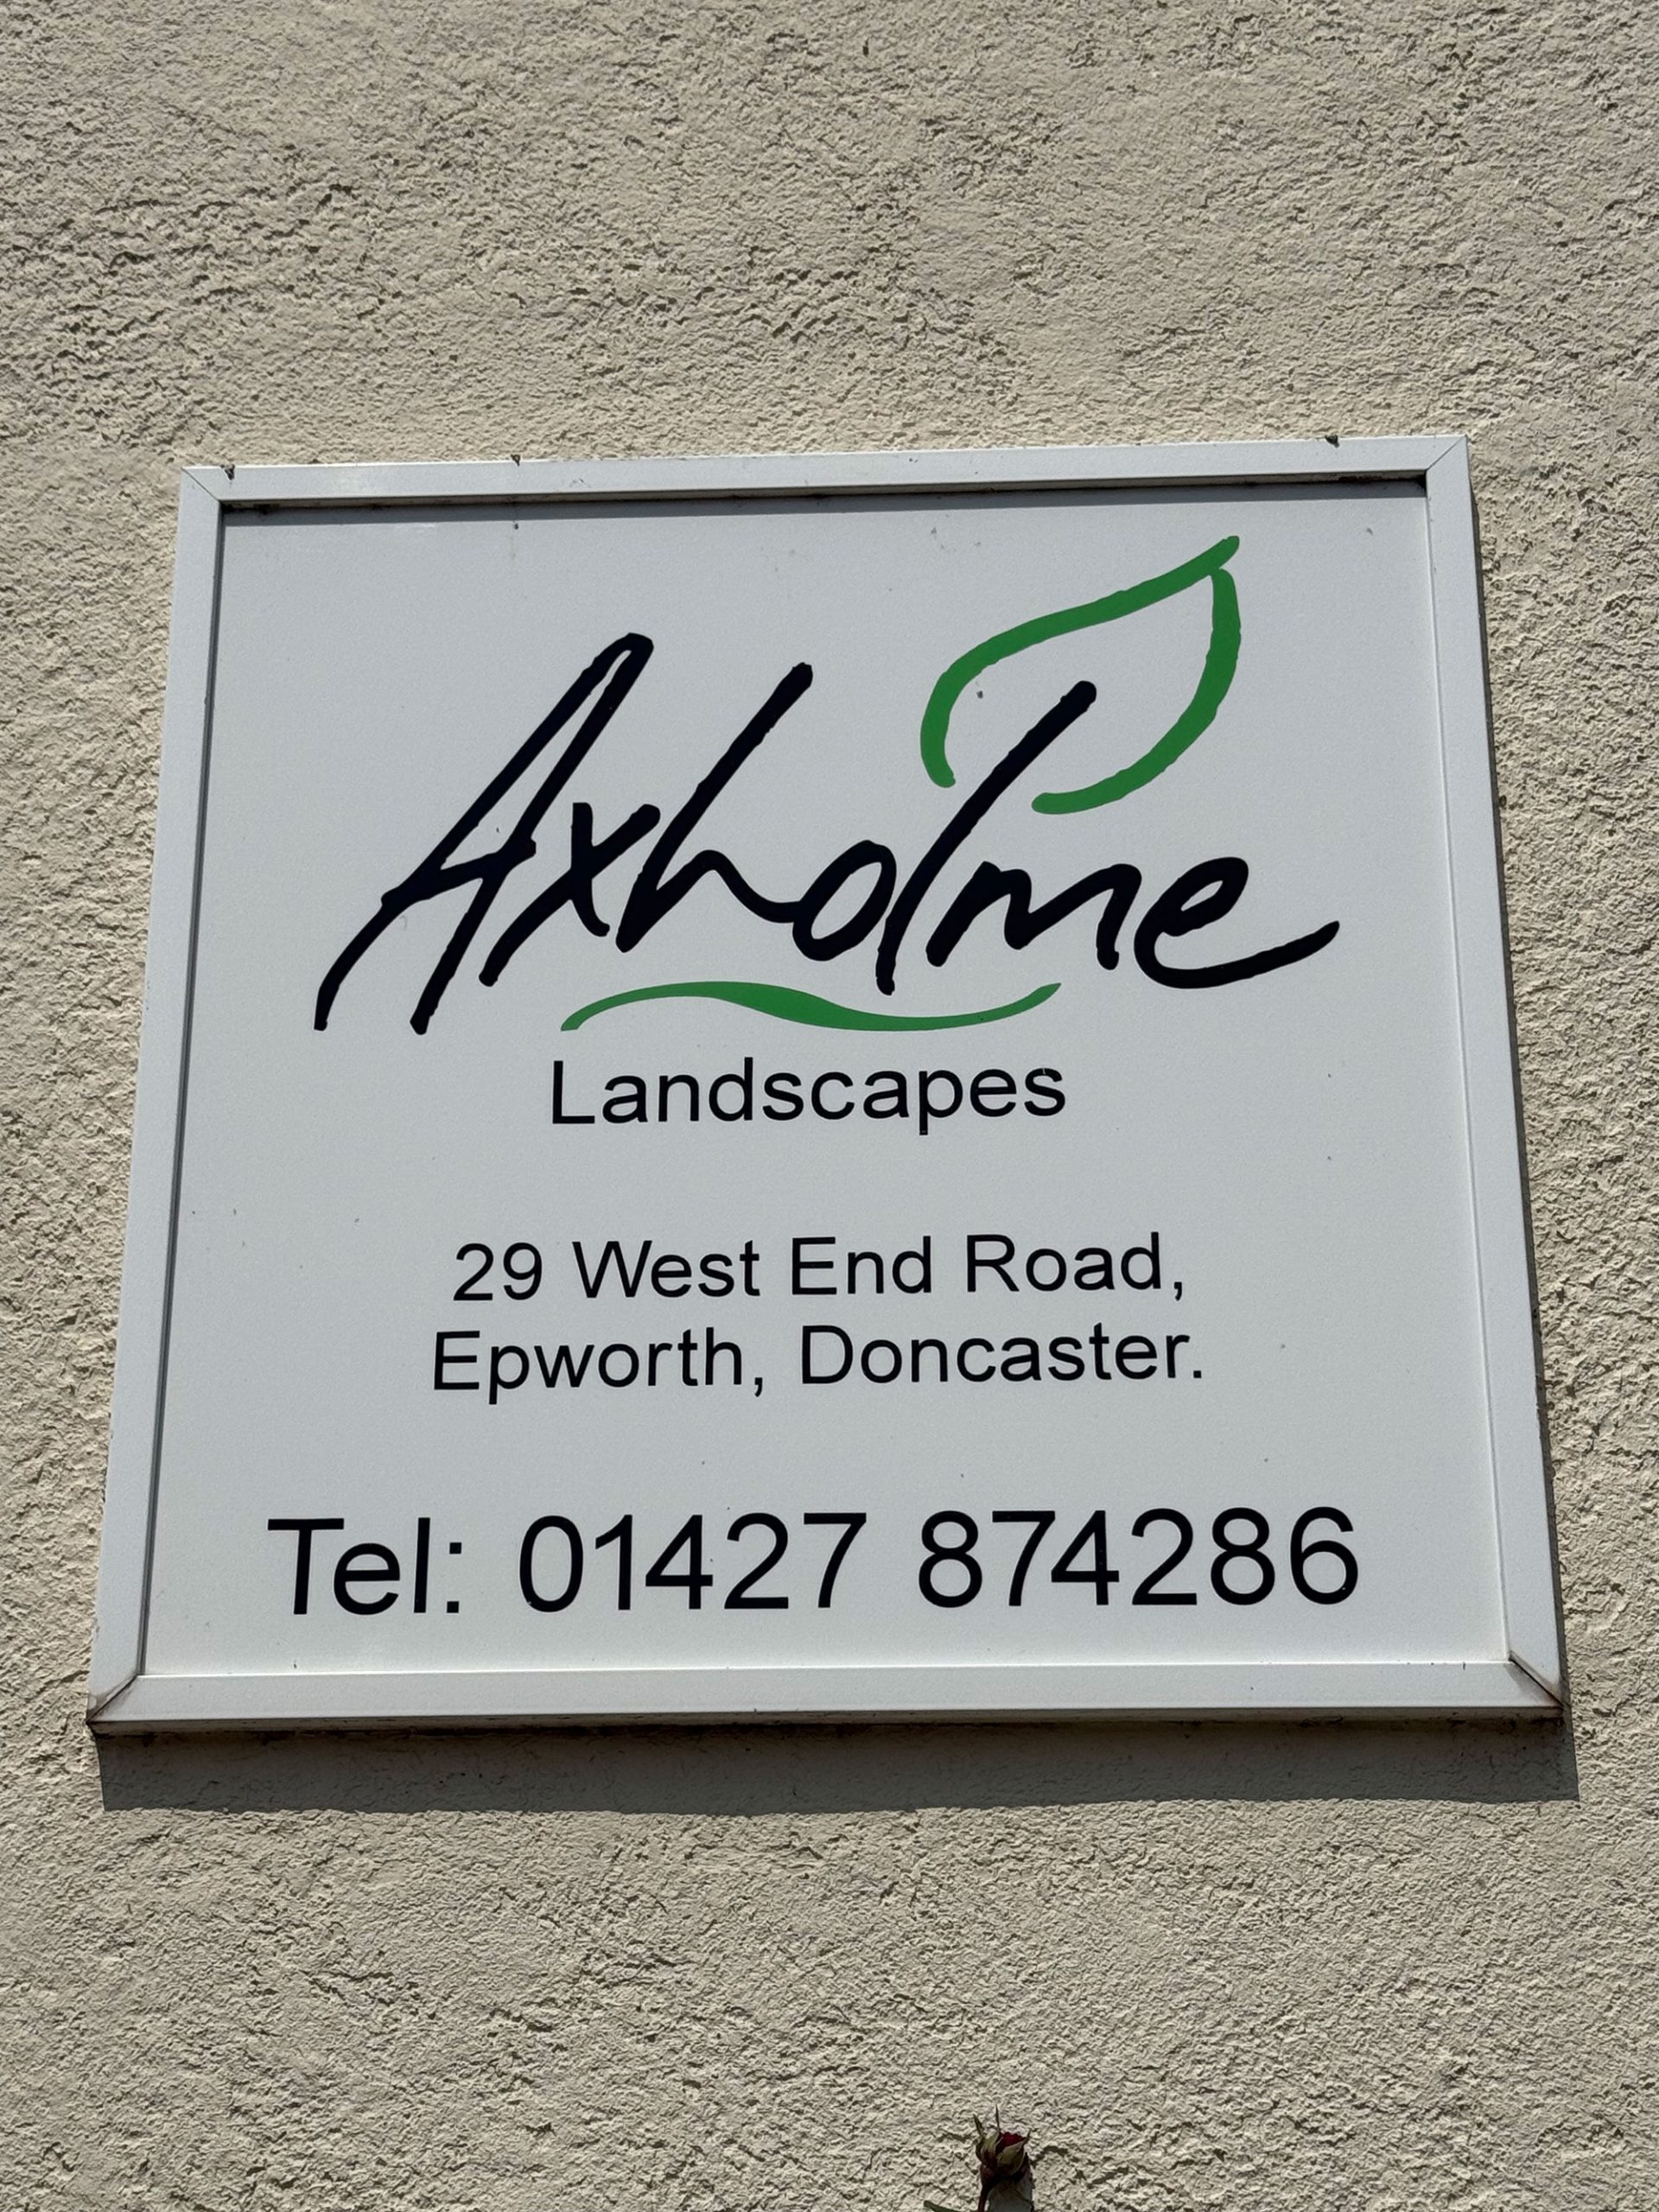 Axholme
Landscapes
29 West End Road,
Epworth, Doncaster.
Tel: 01427 874286